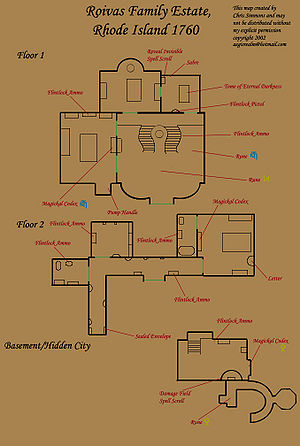 Roivas Family Estate,
Rhode Island 1760
This map created by
Chris Simmons and may
not be distributed without
my explicit permission
copyright 2002
aegisrealm@hotmail.com
Floor 1
Reveal Invisible
Spell Scroll
Sabre
Tome of Eternal Darkness
Flintlock Ammo
Flintlock Pistol
Flintlock Ammo
Rune
Rune
Magickal Codex
Pump Handle
Floor 2
Flintlock Ammo
Magickal Codex
Flintlock Ammo
Flintlock Ammo
Letter
Flintlock Ammo
Sealed Envelope
Basement/Hidden City
Flintlock Ammo
Magickal Codex
Damage Field
Spell Scroll
Rune